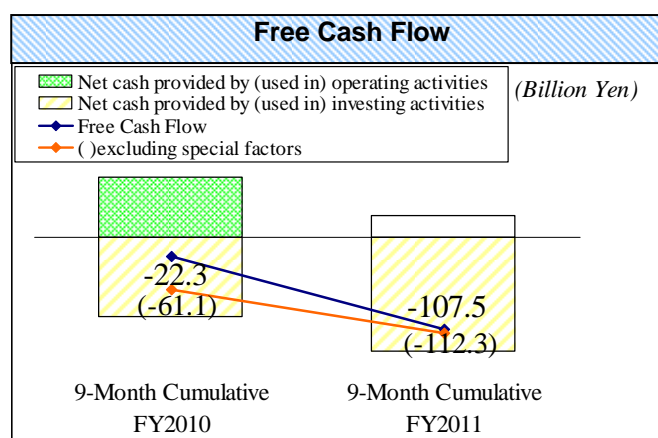 Free Cash Flow
Net cash provided by (used in) operating activities
(Billion Yen)
Net cash provided by (used in) investing activities
Free Cash Flow
( )excluding special factors
-22.3
(-61.1)
-107.5
(-112.3)
9-Month Cumulative
FY2010
9-Month Cumulative
FY2011